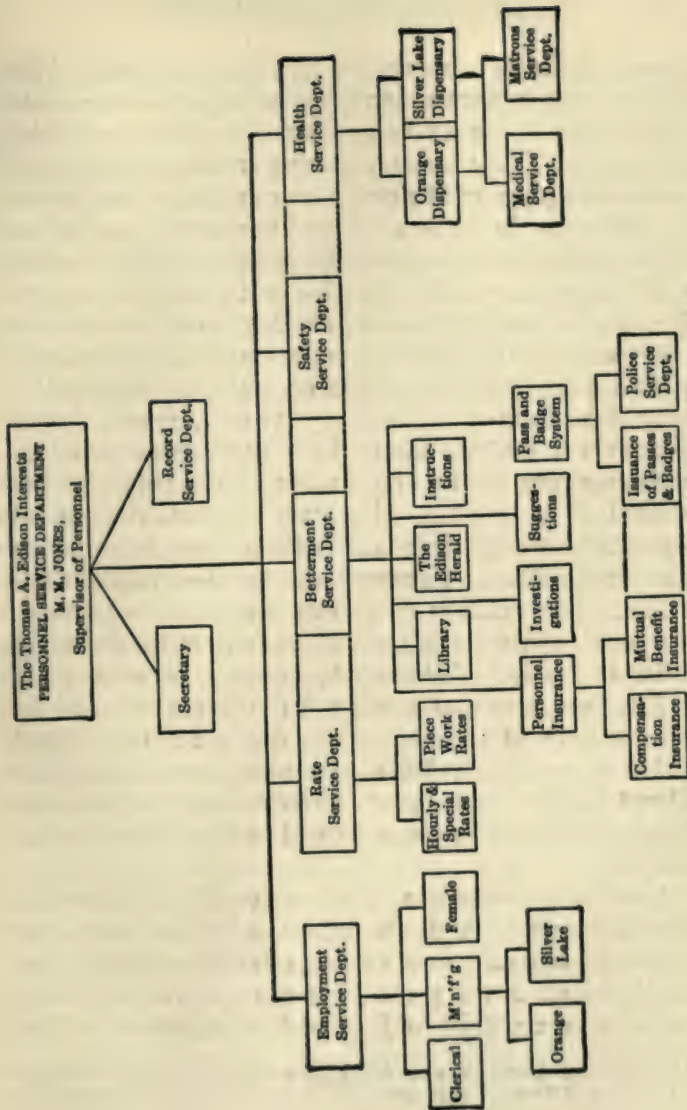 The Thomas A. Edison Interests
PERSONNEL SERVICE DEPARTMENT
M. M. JONES,
Supervisor of Personnel
Secretary
Record
Service Dept.
Employment
Service Dept.
Rate
Service Dept.
Betterment
Service Dept.
Safety
Service Dept.
Health
Service Dept.
Clerical
M'n'f'g
Female
Orange
Silver
Lake
Hourly &
Special
Rates
Piece
Work
Rates
Library
The
Edison
Herald
Instruc-
tions
Personnel
Insurance
Investi-
gations
Sugges-
tions
Pass and
Badge
System
Compensa-
tion
Insurance
Mutual
Benefit
Insurance
Issuance
of Passes
& Badges
Police
Service
Dept.
Orange
Dispensary
Silver Lake
Dispensary
Medical
Service
Dept.
Matrons
Service
Dept.